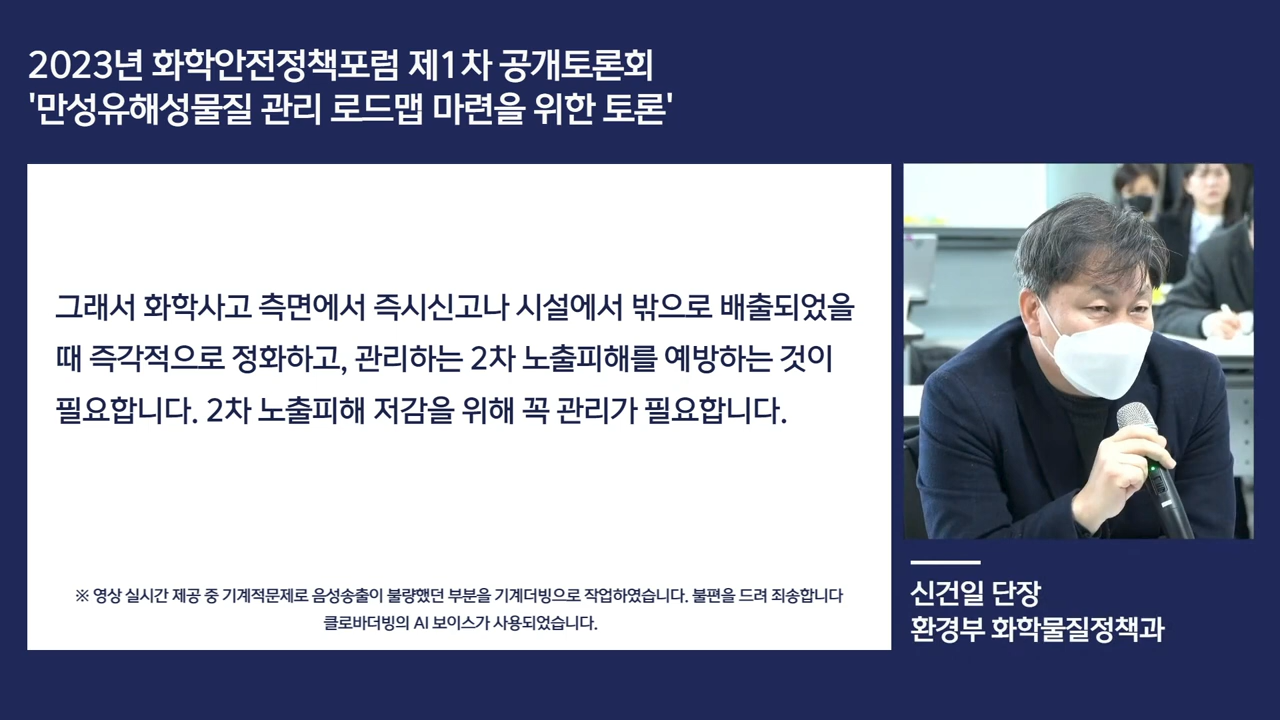 2023년 화학안전정책포럼 제1차 공개토론회
'만성유해성물질 관리 로드맵 마련을 위한 토론'
그래서 화학사고 측면에서 즉시신고나 시설에서 밖으로 배출되었을
때 즉각적으로 정화하고, 관리하는 2차 노출피해를 예방하는 것이
필요합니다. 2차 노출피해 저감을 위해 꼭 관리가 필요합니다.
※ 영상 실시간 제공 중 기계적문제로 음성송출이 불량했던 부분을 기계더빙으로 작업하였습니다. 불편을 드려 죄송합니다
클로바더빙의 AI 보이스가 사용되었습니다.
신건일 단장
환경부 화학물질정책과